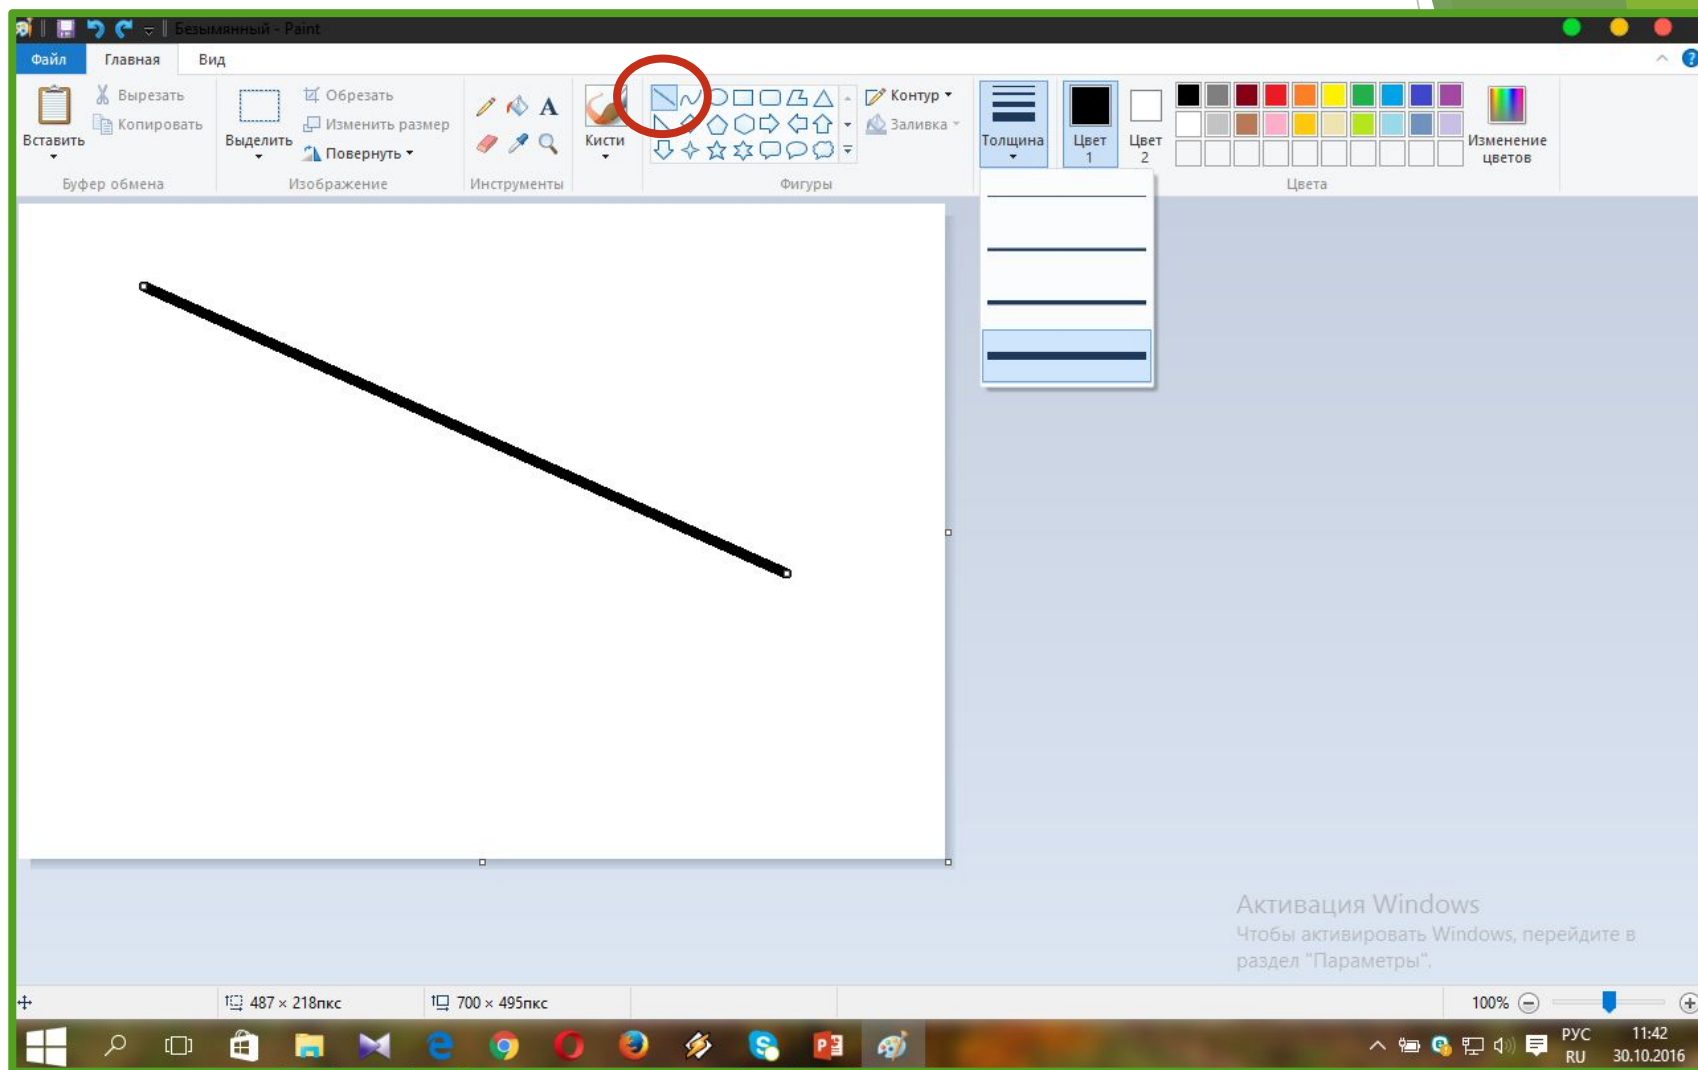 Безымянный - Paint
Файл Главная Вид
Вставить
Вырезать
Копировать
Буфер обмена
Выделить
Обрезать
Изменить размер
Повернуть
Изображение
A
Инструменты
Кисти
Фигуры
Контур
Заливка
Толщина
Цвет
1
Цвет
2
Цвета
Изменение
цветов
Активация Windows
Чтобы активировать Windows, перейдите в
раздел "Параметры".
487 × 218пкс 700 × 495пкс 100%
РУС 11:42
RU 30.10.2016